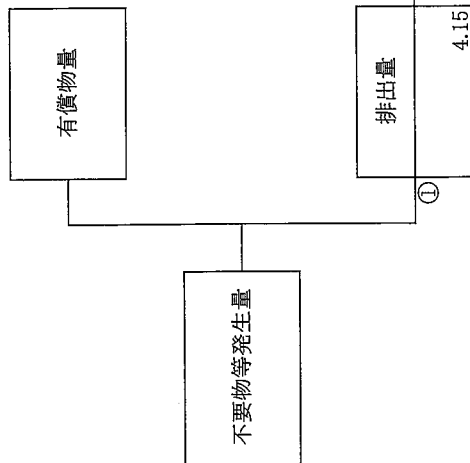 不要物等発生量
有償物量
排出量
①
4.15